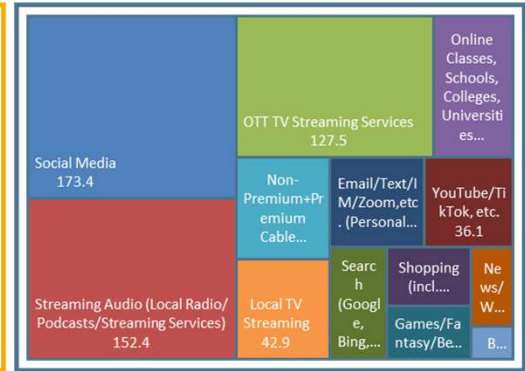 Social Media
173.4
Streaming Audio (Local Radio/
Podcasts/Streaming Services)
152.4
OTT TV Streaming Services
127.5
Online
Classes,
Schools,
Colleges,
Universiti
es...
Non-
Premium+Pr
emium
Cable...
Email/Text/I
M/Zoom,etc
. (Personal...
YouTube/Ti
kTok, etc.
36.1
Local TV
Streaming
42.9
Searc
h
(Googl
e,
Bing,...
Shopping
(incl....
Games/Fa
ntasy/Be...
Ne
ws/
W...
B...